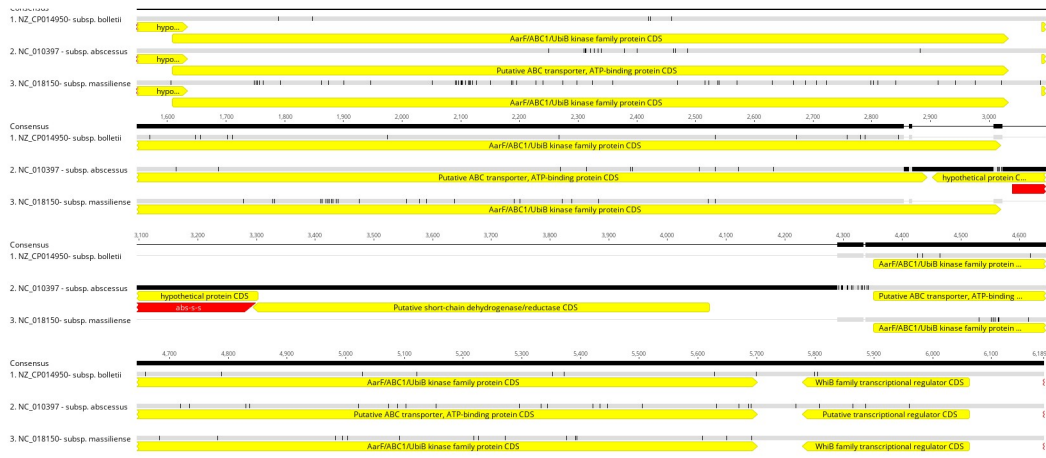 Consensus
1. NZ_CP014950- subsp. bolletii
hypo...
AarF/ABC1/UbiB kinase family protein CDS
2. NC_010397 - subsp. abscessus
hypo...
Putative ABC transporter, ATP-binding protein CDS
3. NC_018150- subsp. massiliense
hypo...
AarF/ABC1/UbiB kinase family protein CDS
1,600 1,700 1,800 1,900 2,000 2,100 2,200 2,300 2,400 2,500 2,600 2,700 2,800 2,900 3,000
Consensus
1. NZ_CP014950- subsp. bolletii
AarF/ABC1/UbiB kinase family protein CDS
2. NC_010397 - subsp. abscessus
Putative ABC transporter, ATP-binding protein CDS hypothetical protein C...
3. NC_018150- subsp. massiliense
AarF/ABC1/UbiB kinase family protein CDS
3,100 3,200 3,300 3,400 3,500 3,600 3,700 3,800 3,900 4,000 4,100 4,200 4,300 4,400 4,500 4,600
Consensus
1. NZ_CP014950- subsp. bolletii
AarF/ABC1/UbiB kinase family protein ...
2. NC_010397 - subsp. abscessus
hypothetical protein CDS Putative ABC transporter, ATP-binding ...
abs-s-s Putative short-chain dehydrogenase/reductase CDS
3. NC_018150- subsp. massiliense
AarF/ABC1/UbiB kinase family protein ...
4,700 4,800 4,900 5,000 5,100 5,200 5,300 5,400 5,500 5,600 5,700 5,800 5,900 6,000 6,100 6,185
Consensus
1. NZ_CP014950- subsp. bolletii
AarF/ABC1/UbiB kinase family protein CDS WhiB family transcriptional regulator CDS
2. NC_010397 - subsp. abscessus
Putative ABC transporter, ATP-binding protein CDS Putative transcriptional regulator CDS
3. NC_018150- subsp. massiliense
AarF/ABC1/UbiB kinase family protein CDS WhiB family transcriptional regulator CDS